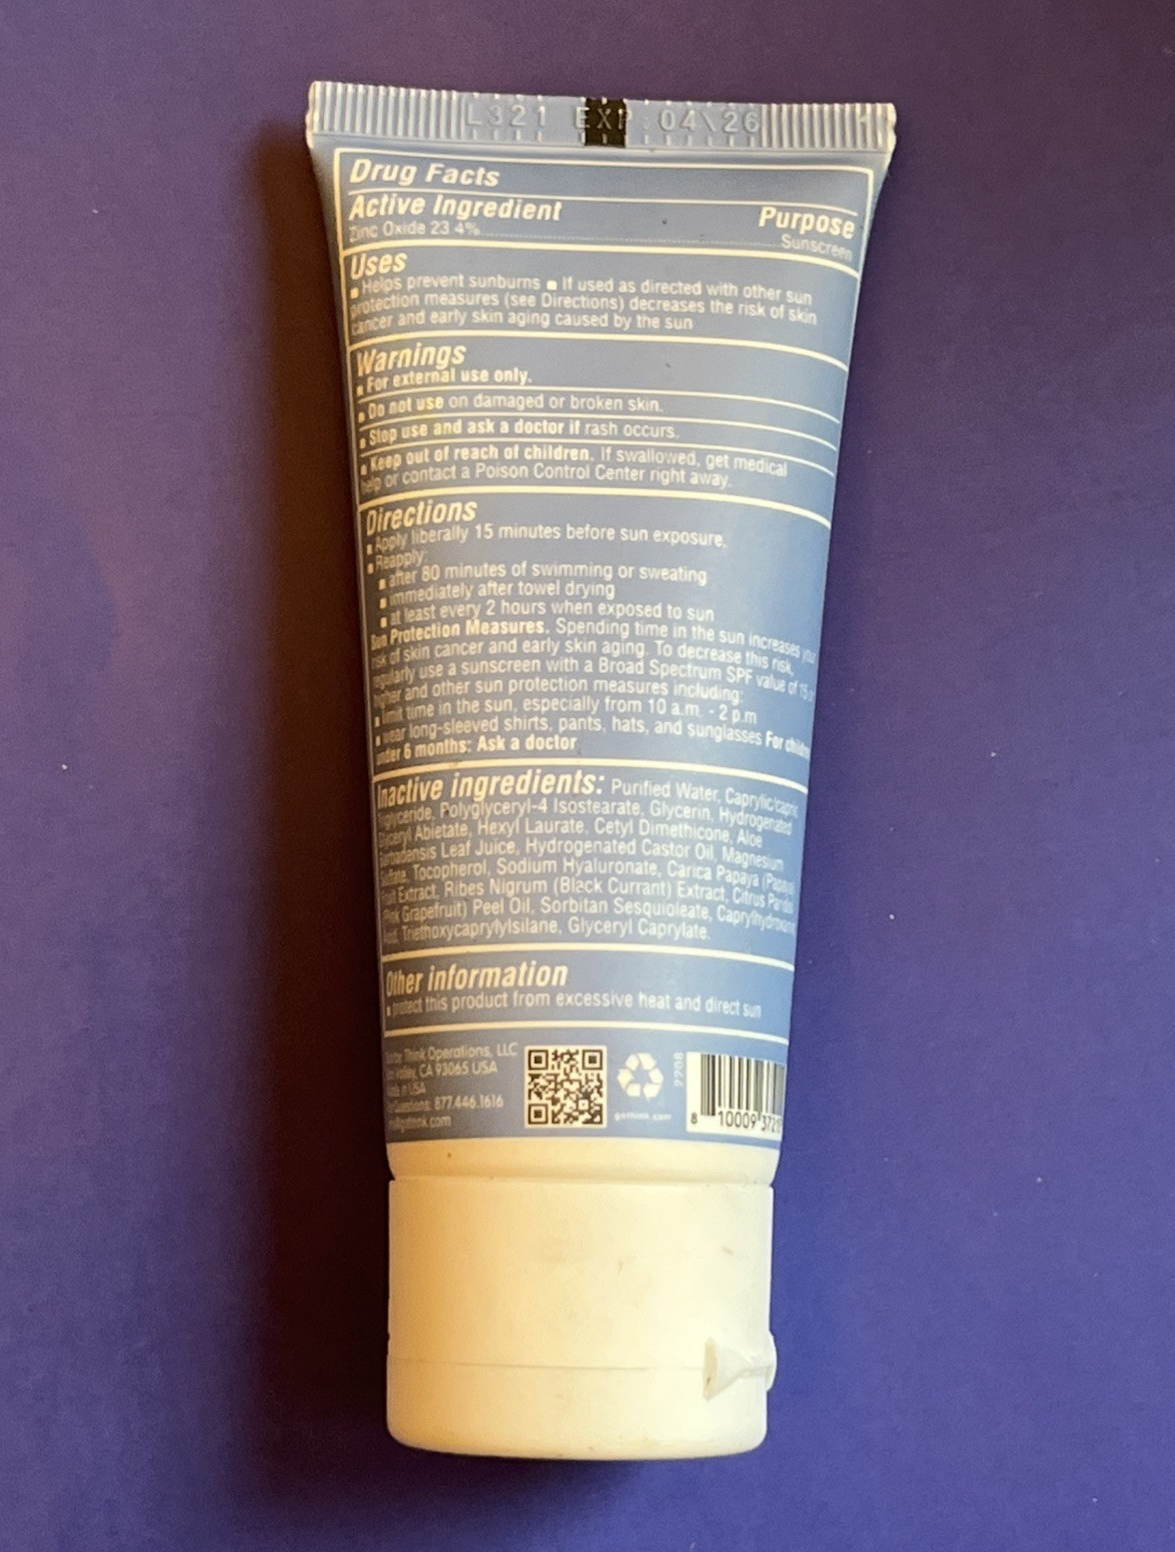 L321 EXP 04\26
Drug Facts
Active Ingredient Purpose
Zinc Oxide 23.4% Sunscreen
Uses
▪ Helps prevent sunburns ▪ If used as directed with other sun
protection measures (see Directions) decreases the risk of skin
cancer and early skin aging caused by the sun
Warnings
▪ For external use only.
▪ Do not use on damaged or broken skin.
▪ Stop use and ask a doctor if rash occurs.
▪ Keep out of reach of children. If swallowed, get medical
help or contact a Poison Control Center right away.
Directions
▪ Apply liberally 15 minutes before sun exposure.
▪ Reapply:
▪ after 80 minutes of swimming or sweating
▪ immediately after towel drying
▪ at least every 2 hours when exposed to sun
Sun Protection Measures. Spending time in the sun increases your
risk of skin cancer and early skin aging. To decrease this risk,
regularly use a sunscreen with a Broad Spectrum SPF value of 15
and other sun protection measures including:
▪ limit time in the sun, especially from 10 a.m. - 2 p.m
▪ wear long-sleeved shirts, pants, hats, and sunglasses For
under 6 months: Ask a doctor
Inactive ingredients: Purified Water, Caprylic/capric
Triglyceride, Polyglyceryl-4 Isostearate, Glycerin, Hydrogenated
Glyceryl Abietate, Hexyl Laurate, Cetyl Dimethicone, Aloe
Leaf Juice, Hydrogenated Castor Oil, Magnesium
Sulfate, Tocopherol, Sodium Hyaluronate, Carica Papaya (Papaya)
Fruit Extract, Ribes Nigrum (Black Currant) Extract, Citrus
(Pink Grapefruit) Peel Oil, Sorbitan Sesquioleate,
Triethoxycaprylylsilane, Glyceryl Caprylate.
Other information
▪ protect this product from excessive heat and direct sun
Think Operations, LLC
Valley, CA 93065 USA
in USA
877.446.1616
gothink.com
2208
8 10009 372